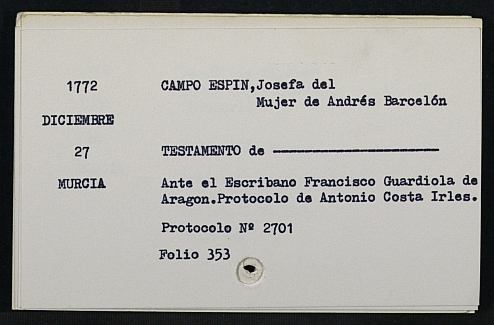 1772 CAMPO ESPIN,Josefa del
Mujer de Andrés Barcelón
DICIEMBRE
27 TESTAMENTO de ------------------------
MURCIA Ante el Escribano Francisco Guardiola de
Aragon.Protocolo de Antonio Costa Irles.
Protocolo Nº 2701
Folio 353